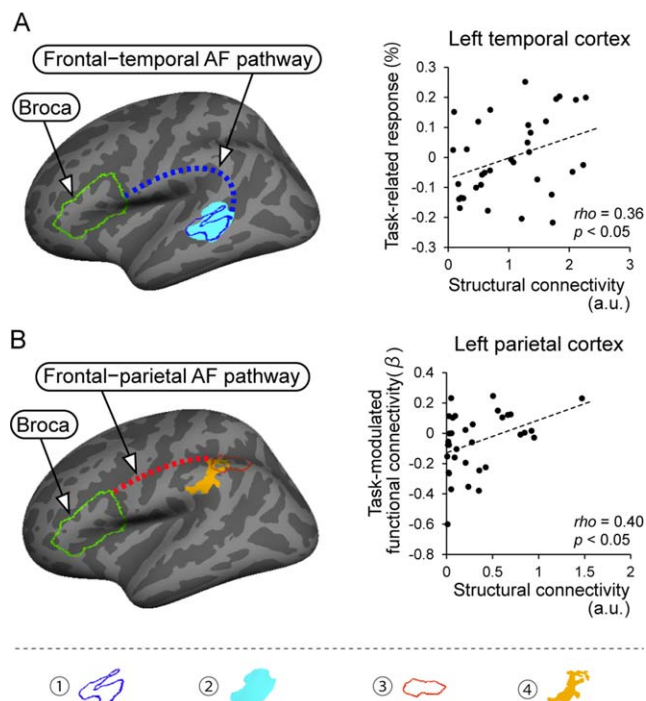 A
Frontal–temporal AF pathway
Broca
Left temporal cortex
Task-related response (%)
0.3
0.2
0.1
0
-0.1
-0.2
-0.3
rho = 0.36
p < 0.05
0 1 2 3
Structural connectivity
(a.u.)
B
Frontal–parietal AF pathway
Broca
Left parietal cortex
Task-modulated
functional connectivity(β)
0.4
0.2
0
-0.2
-0.4
-0.6
-0.8
rho = 0.40
p < 0.05
0 0.5 1 1.5 2
Structural connectivity
(a.u.)
① ② ③ ④